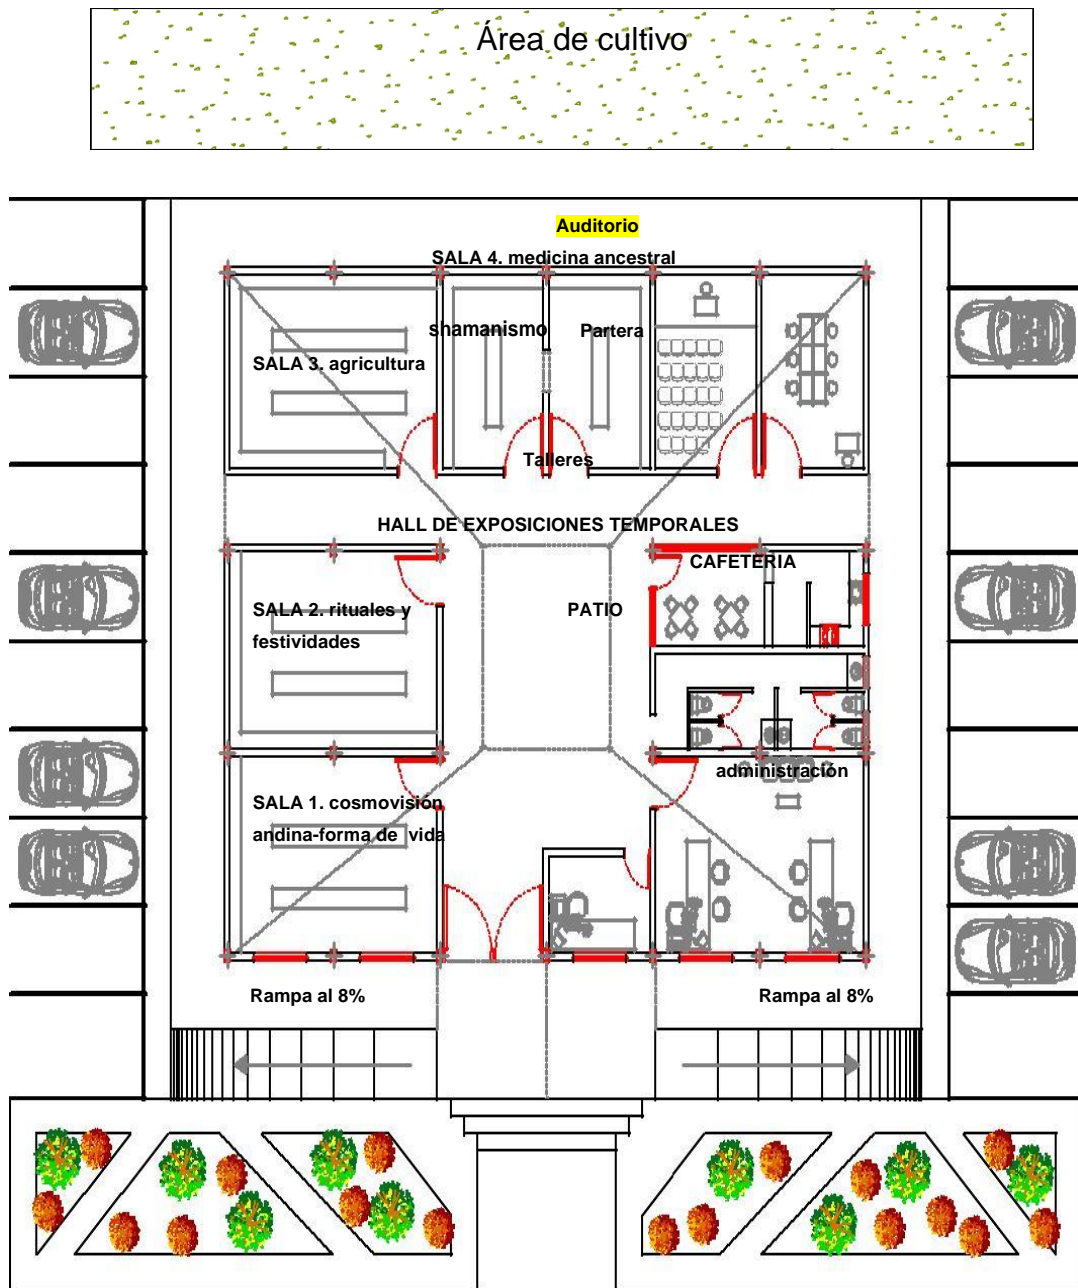 Área de cultivo
Auditorio
SALA 4. medicina ancestral
shamanismo
Partera
SALA 3. agricultura
Talleres
HALL DE EXPOSICIONES TEMPORALES
CAFETERIA
SALA 2. rituales y
festividades
PATIO
administración
SALA 1. cosmovisión
andina-forma de vida
Rampa al 8%
Rampa al 8%